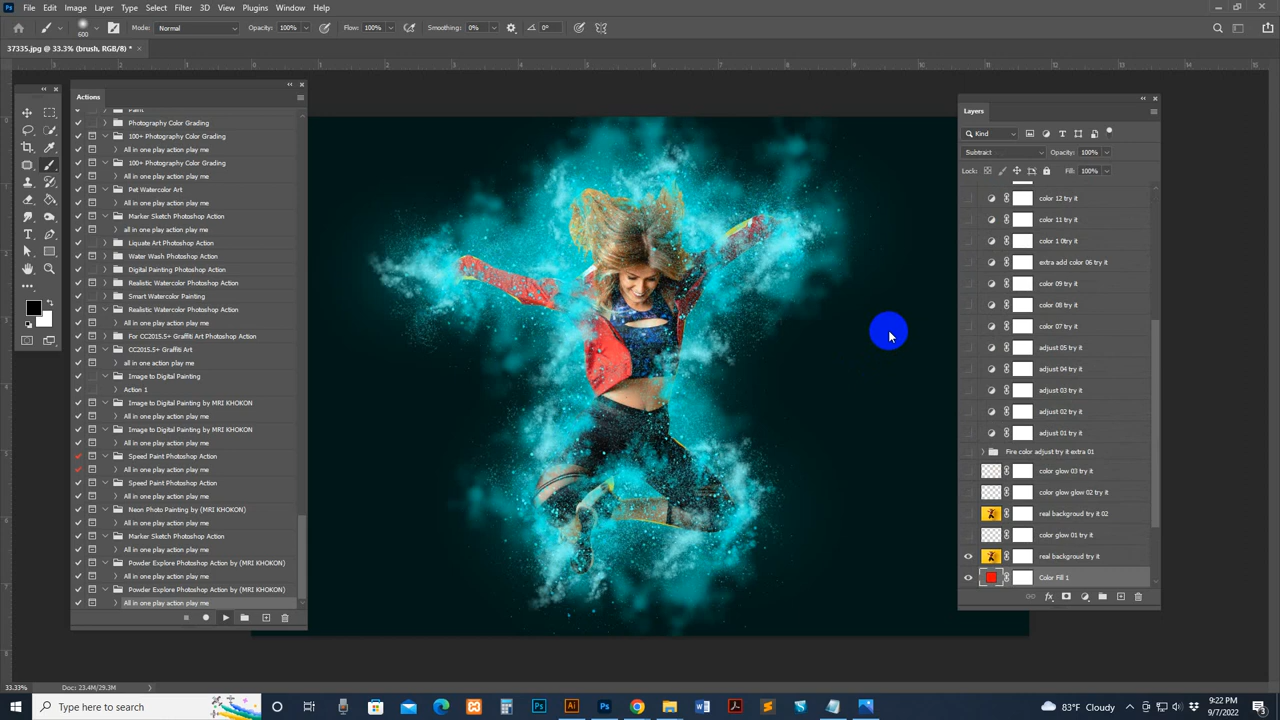 Ps File Edit Image Layer Type Select Filter 3D View Plugins Window Help
600 Mode: Normal Opacity: 100% Flow: 100% Smoothing: 0% 0°
37335.jpg @ 33.3% (brush, RGB/8) *
Actions
Paint
Photography Color Grading
100+ Photography Color Grading
All in one play action play me
100+ Photography Color Grading
All in one play action play me
Pet Watercolor Art
All in one play action play me
Marker Sketch Photoshop Action
all in one play action play me
Liquate Art Photoshop Action
Water Wash Photoshop Action
Digital Painting Photoshop Action
Realistic Watercolor Photoshop Action
Smart Watercolor Painting
Realistic Watercolor Photoshop Action
All in one play action play me
For CC2015.5+ Graffiti Art Photoshop Action
CC2015.5+ Graffiti Art
all in one play action play me
Image to Digital Painting
Action 1
Image to Digital Painting by MRI KHOKON
All in one play action play me
Image to Digital Painting by MRI KHOKON
All in one play action play me
Speed Paint Photoshop Action
All in one play action play me
Speed Paint Photoshop Action
All in one play action play me
Neon Photo Painting by (MRI KHOKON)
All in one play action play me
Marker Sketch Photoshop Action
All in one play action play me
Powder Explore Photoshop Action by (MRI KHOKON)
All in one play action play me
Powder Explore Photoshop Action by (MRI KHOKON)
All in one play action play me
Layers
Kind
Subtract Opacity: 100%
Lock: Fill: 100%
color 12 try it
color 11 try it
color 1 0try it
extra add color 06 try it
color 09 try it
color 08 try it
color 07 try it
adjust 05 try it
adjust 04 try it
adjust 03 try it
adjust 02 try it
adjust 01 try it
Fire color adjust try it extra 01
color glow 03 try it
color glow glow 02 try it
real backgroud try it 02
color glow 01 try it
real backgroud try it
Color Fill 1
33.33% Doc: 23.4M/29.3M
Type here to search
83°F Cloudy
9:22 PM
9/7/2022